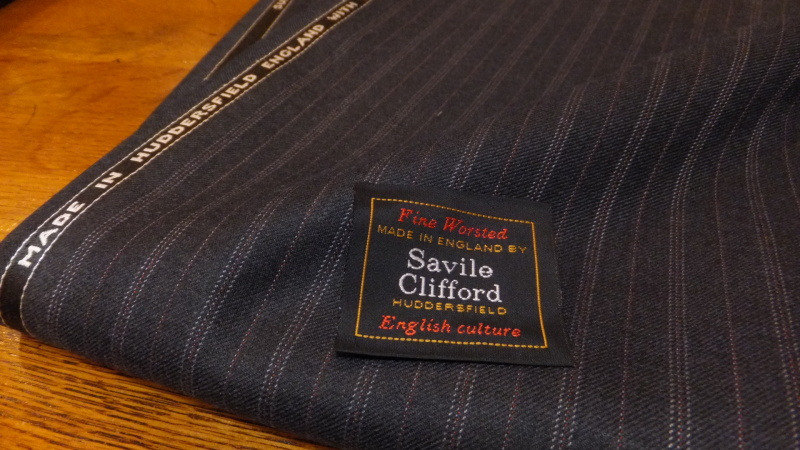 MADE IN HUDDERSFIELD ENGLAND WITH
Fine Worsted
MADE IN ENGLAND BY
Savile
Clifford
HUDDERSFIELD
English culture